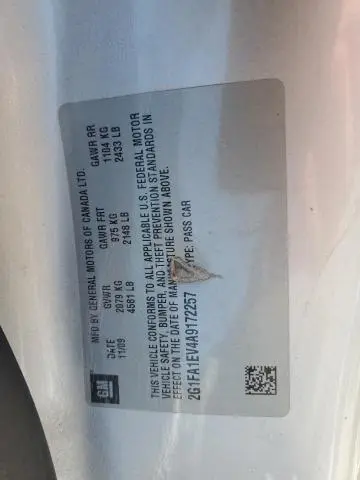 GM
MFD BY GENERAL MOTORS OF CANADA LTD.
DATE GVWR GAWR FRT GAWR RR
11/09 2079 KG 975 KG 1104 KG
4581 LB 2148 LB 2433 LB
THIS VEHICLE CONFORMS TO ALL APPLICABLE U.S. FEDERAL MOTOR
VEHICLE SAFETY, BUMPER, AND THEFT PREVENTION STANDARDS IN
EFFECT ON THE DATE OF MANUFACTURE SHOWN ABOVE.
2G1FA1EV4A9172257 TYPE: PASS CAR